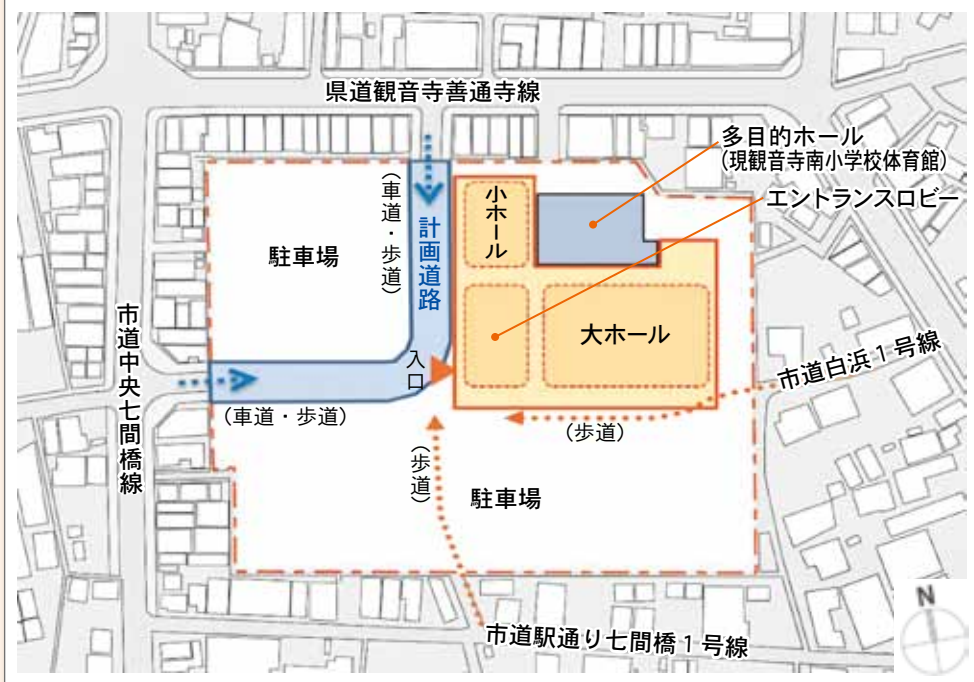 県道観音寺善通寺線
多目的ホール
(現観音寺南小学校体育館)
エントランスロビー
(車道・歩道)
計画道路
小ホール
駐車場
大ホール
市道中央七間橋線
入口
市道白浜1号線
(車道・歩道)
(歩道)
(歩道)
駐車場
市道駅通り七間橋1号線
N